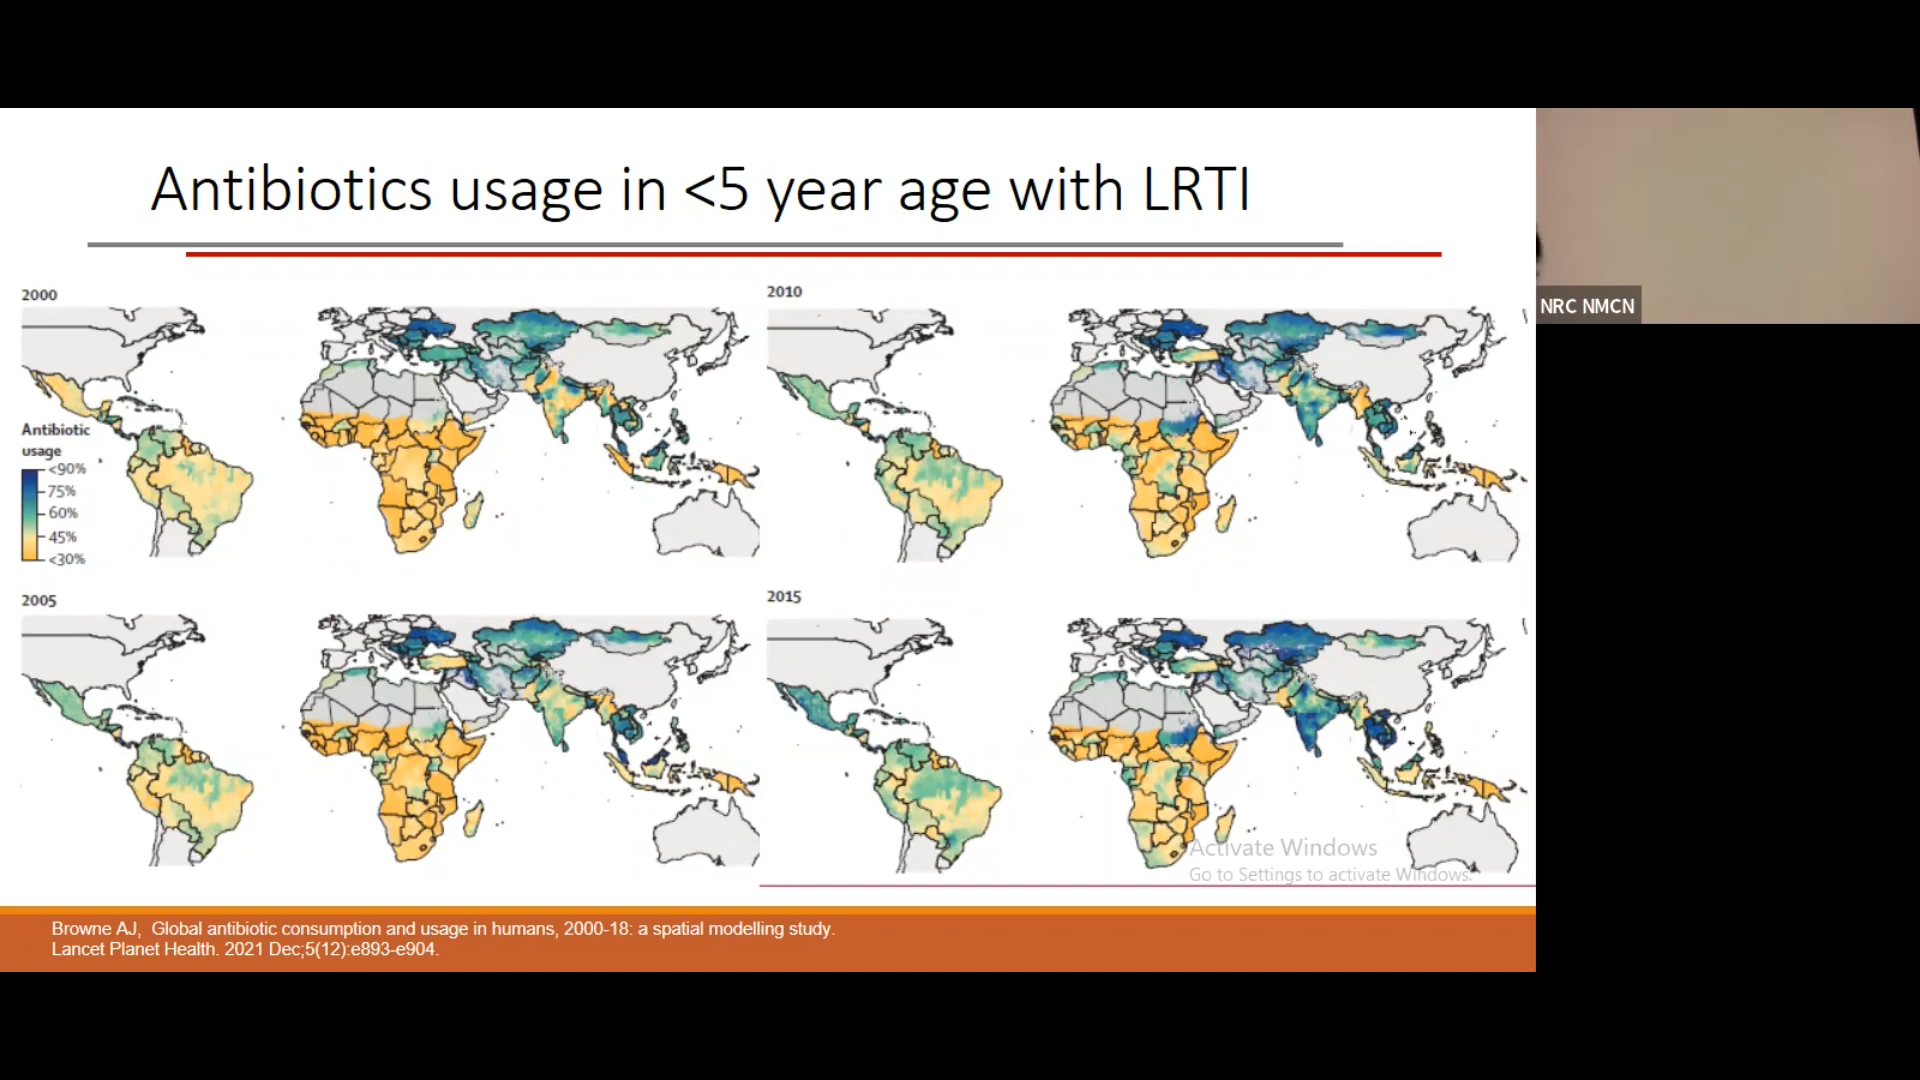 Antibiotics usage in <5 year age with LRTI
2000
2010
Antibiotic
usage
<90%
75%
60%
45%
<30%
2005
2015
Activate Windows
Go to Settings to activate Windows.
Browne AJ, Global antibiotic consumption and usage in humans, 2000-18: a spatial modelling study.
Lancet Planet Health. 2021 Dec;5(12):e893-e904.
NRC NMCN